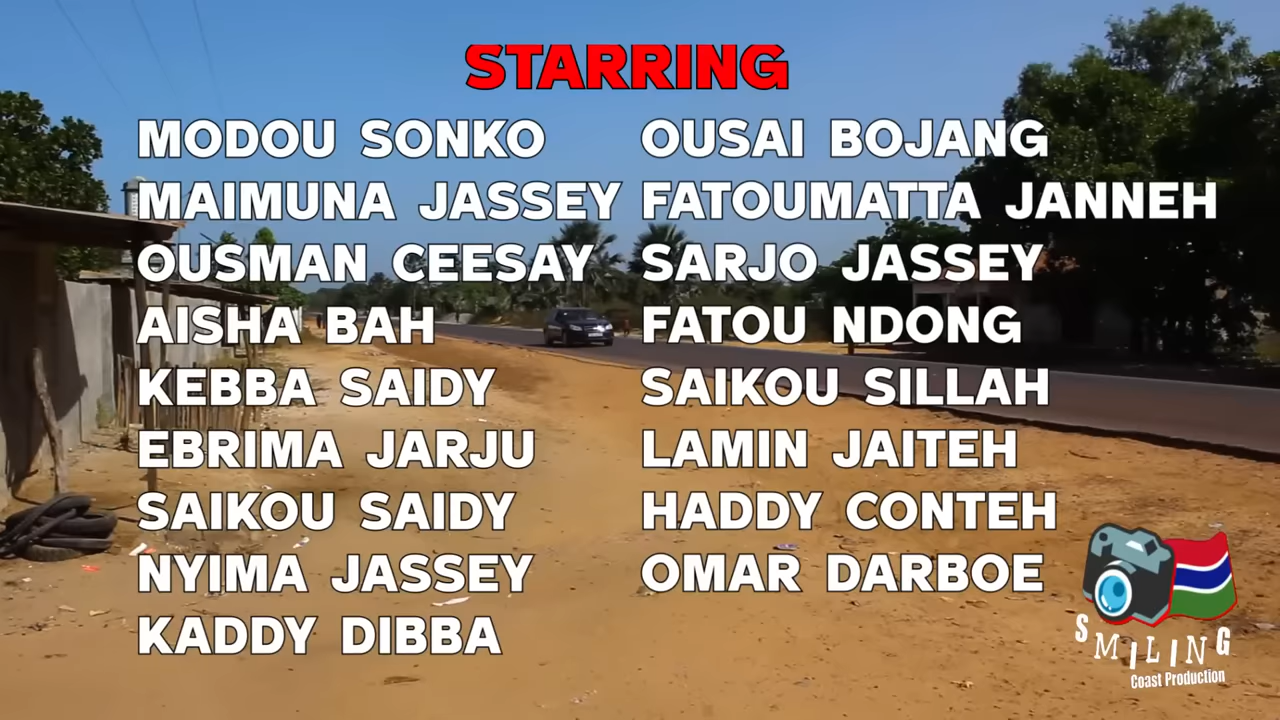 STARRING
MODOU SONKO
MAIMUNA JASSEY
OUSMAN CEESAY
AISHA BAH
KEBBA SAIDY
EBRIMA JARJU
SAIKOU SAIDY
NYIMA JASSEY
KADDY DIBBA
OUSAI BOJANG
FATOUMATTA JANNEH
SARJO JASSEY
FATOU NDONG
SAIKOU SILLAH
LAMIN JAITEH
HADDY CONTEH
OMAR DARBOE
SMILING
Coast Production